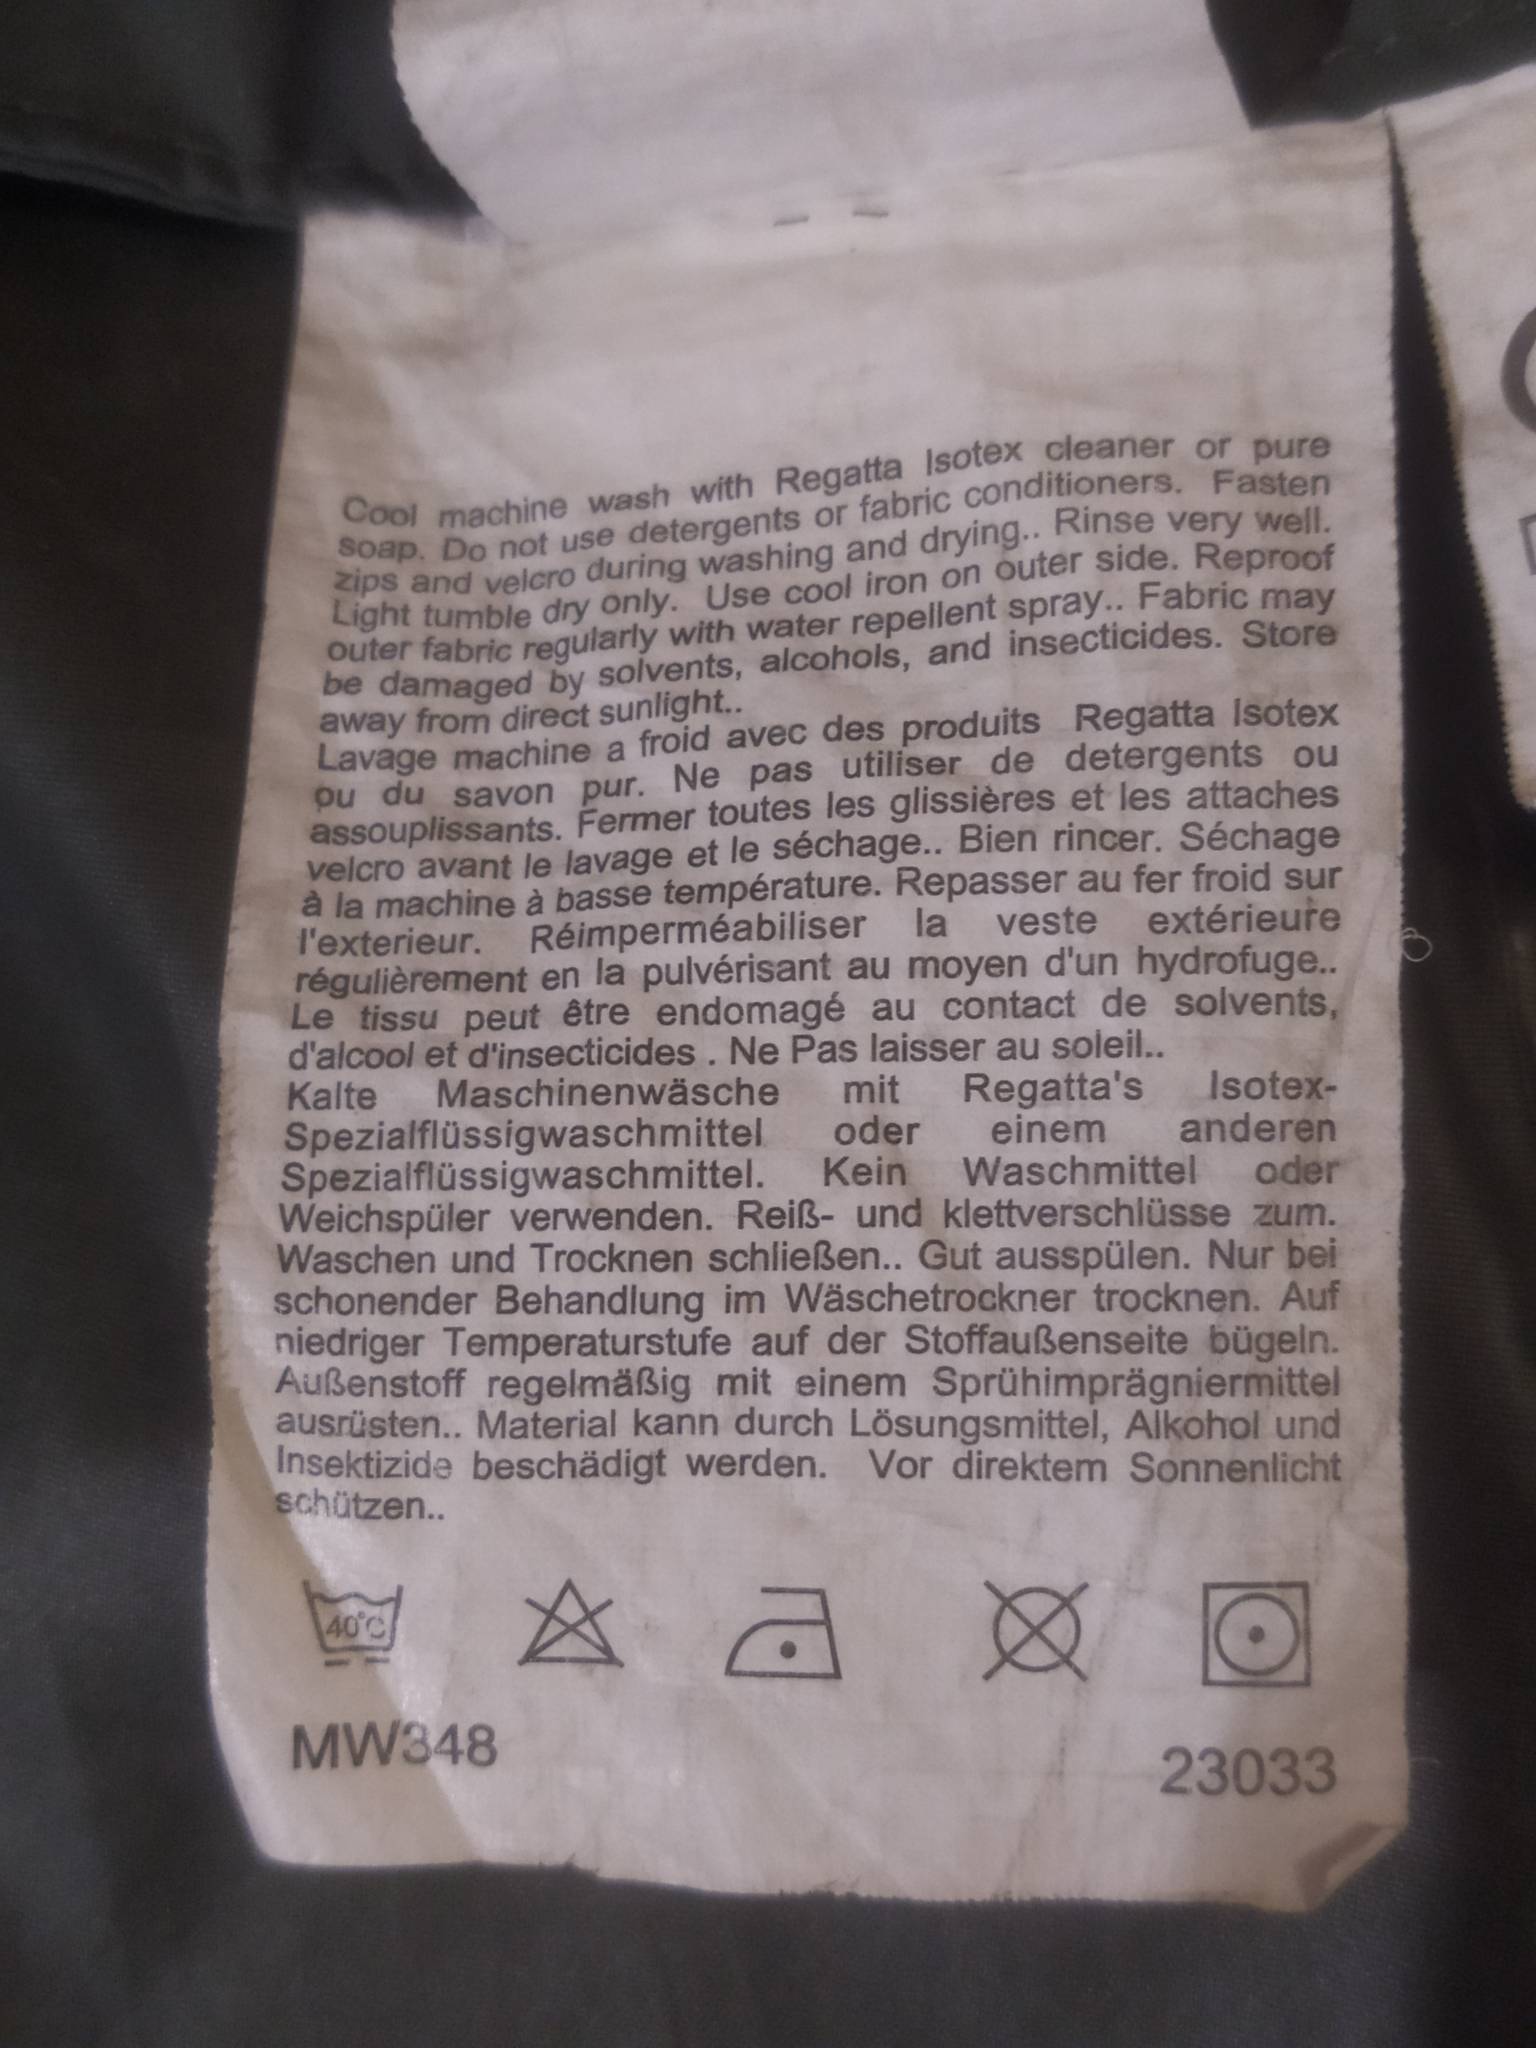 Cool machine wash with Regatta Isotex cleaner or pure
soap. Do not use detergents or fabric conditioners. Fasten
zips and velcro during washing and drying.. Rinse very well.
Light tumble dry only. Use cool iron on outer side. Reproof
outer fabric regularly with water repellent spray.. Fabric may
be damaged by solvents, alcohols, and insecticides. Store
away from direct sunlight..
Lavage machine a froid avec des produits Regatta Isotex
ou du savon pur. Ne pas utiliser de detergents ou
assouplissants. Fermer toutes les glissières et les attaches
velcro avant le lavage et le séchage.. Bien rincer. Séchage
à la machine à basse température. Repasser au fer froid sur
l'exterieur. Réimperméabiliser la veste extérieure
régulièrement en la pulvérisant au moyen d'un hydrofuge..
Le tissu peut être endomagé au contact de solvents,
d'alcool et d'insecticides . Ne Pas laisser au soleil..
Kalte Maschinenwäsche mit Regatta's Isotex-
Spezialflüssigwaschmittel oder einem anderen
Spezialflüssigwaschmittel. Kein Waschmittel oder
Weichspüler verwenden. Reiß- und klettverschlüsse zum.
Waschen und Trocknen schließen.. Gut ausspülen. Nur bei
schonender Behandlung im Wäschetrockner trocknen. Auf
niedriger Temperaturstufe auf der Stoffaußenseite bügeln.
Außenstoff regelmäßig mit einem Sprühimprägniermittel
ausrüsten.. Material kann durch Lösungsmittel, Alkohol und
Insektizide beschädigt werden. Vor direktem Sonnenlicht
schützen..
40°C
MW348
23033